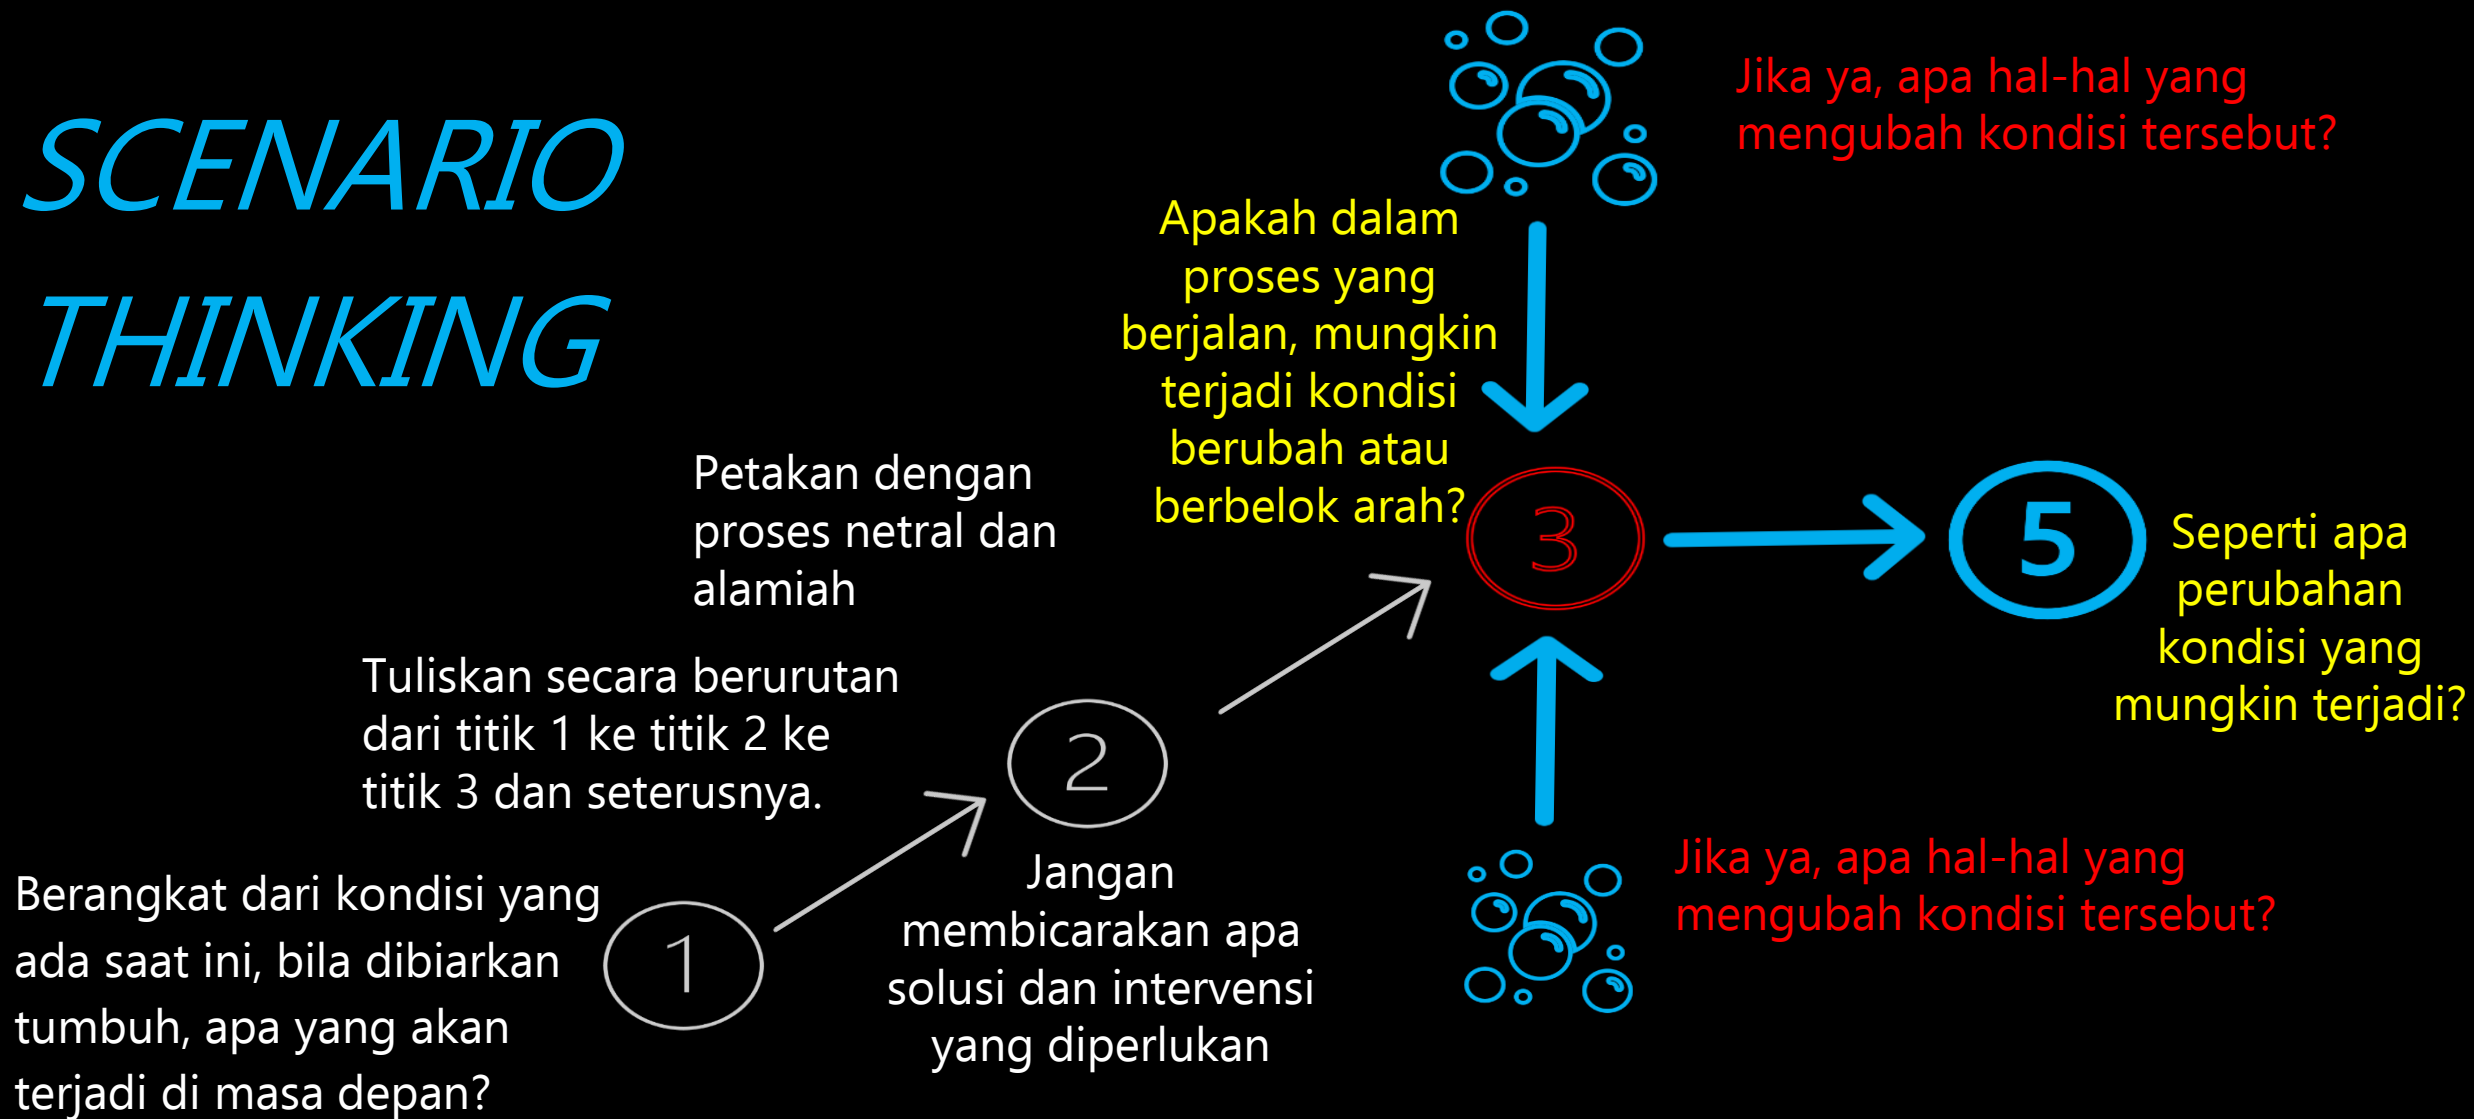 SCENARIO
THINKING
Berangkat dari kondisi yang
ada saat ini, bila dibiarkan
tumbuh, apa yang akan
terjadi di masa depan?
1
Tuliskan secara berurutan
dari titik 1 ke titik 2 ke
titik 3 dan seterusnya.
2
Jangan
membicarakan apa
solusi dan intervensi
yang diperlukan
Petakan dengan
proses netral dan
alamiah
Apakah dalam
proses yang
berjalan, mungkin
terjadi kondisi
berubah atau
berbelok arah?
3
Jika ya, apa hal-hal yang
mengubah kondisi tersebut?
Jika ya, apa hal-hal yang
mengubah kondisi tersebut?
5
Seperti apa
perubahan
kondisi yang
mungkin terjadi?